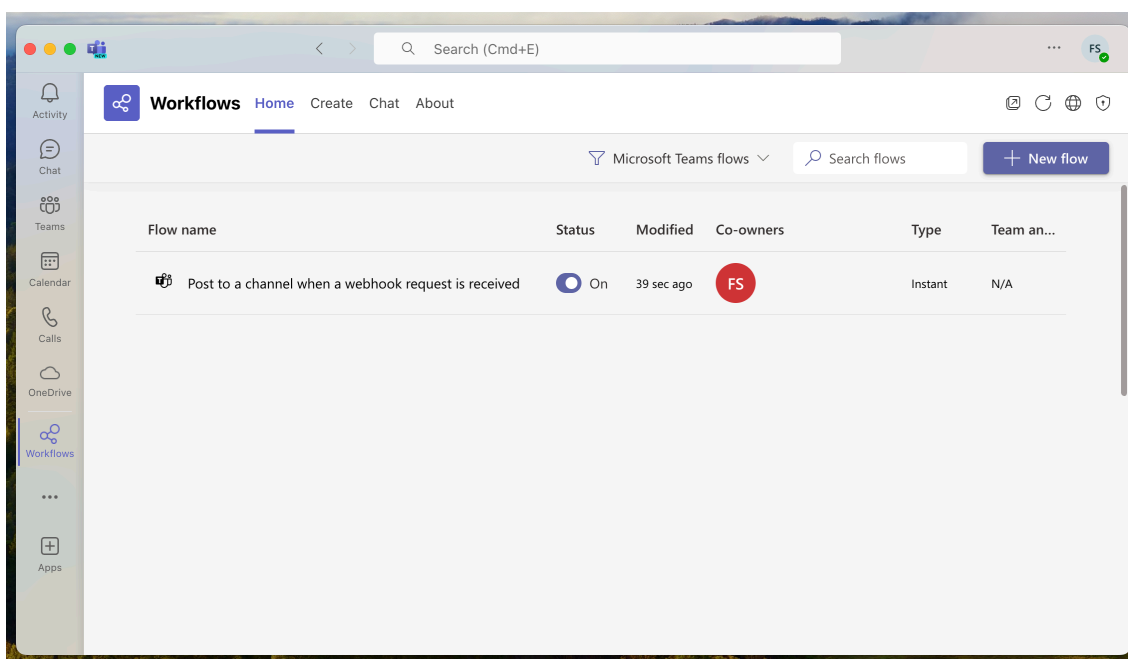 Search (Cmd+E)
FS
NEW
Activity
Chat
Teams
Calendar
Calls
OneDrive
Workflows
Apps
Workflows Home Create Chat About
Microsoft Teams flows Search flows New flow
Flow name Status Modified Co-owners Type Team an...
Post to a channel when a webhook request is received On 39 sec ago FS Instant N/A